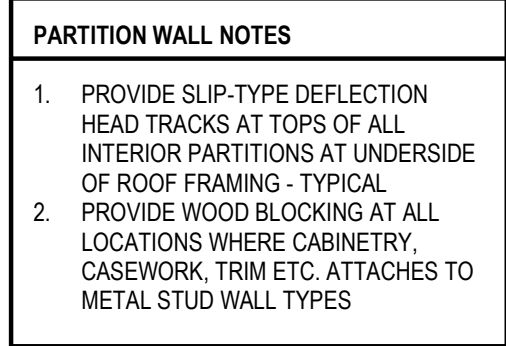 PARTITION WALL NOTES
1. PROVIDE SLIP-TYPE DEFLECTION
HEAD TRACKS AT TOPS OF ALL
INTERIOR PARTITIONS AT UNDERSIDE
OF ROOF FRAMING - TYPICAL
2. PROVIDE WOOD BLOCKING AT ALL
LOCATIONS WHERE CABINETRY,
CASEWORK, TRIM ETC. ATTACHES TO
METAL STUD WALL TYPES